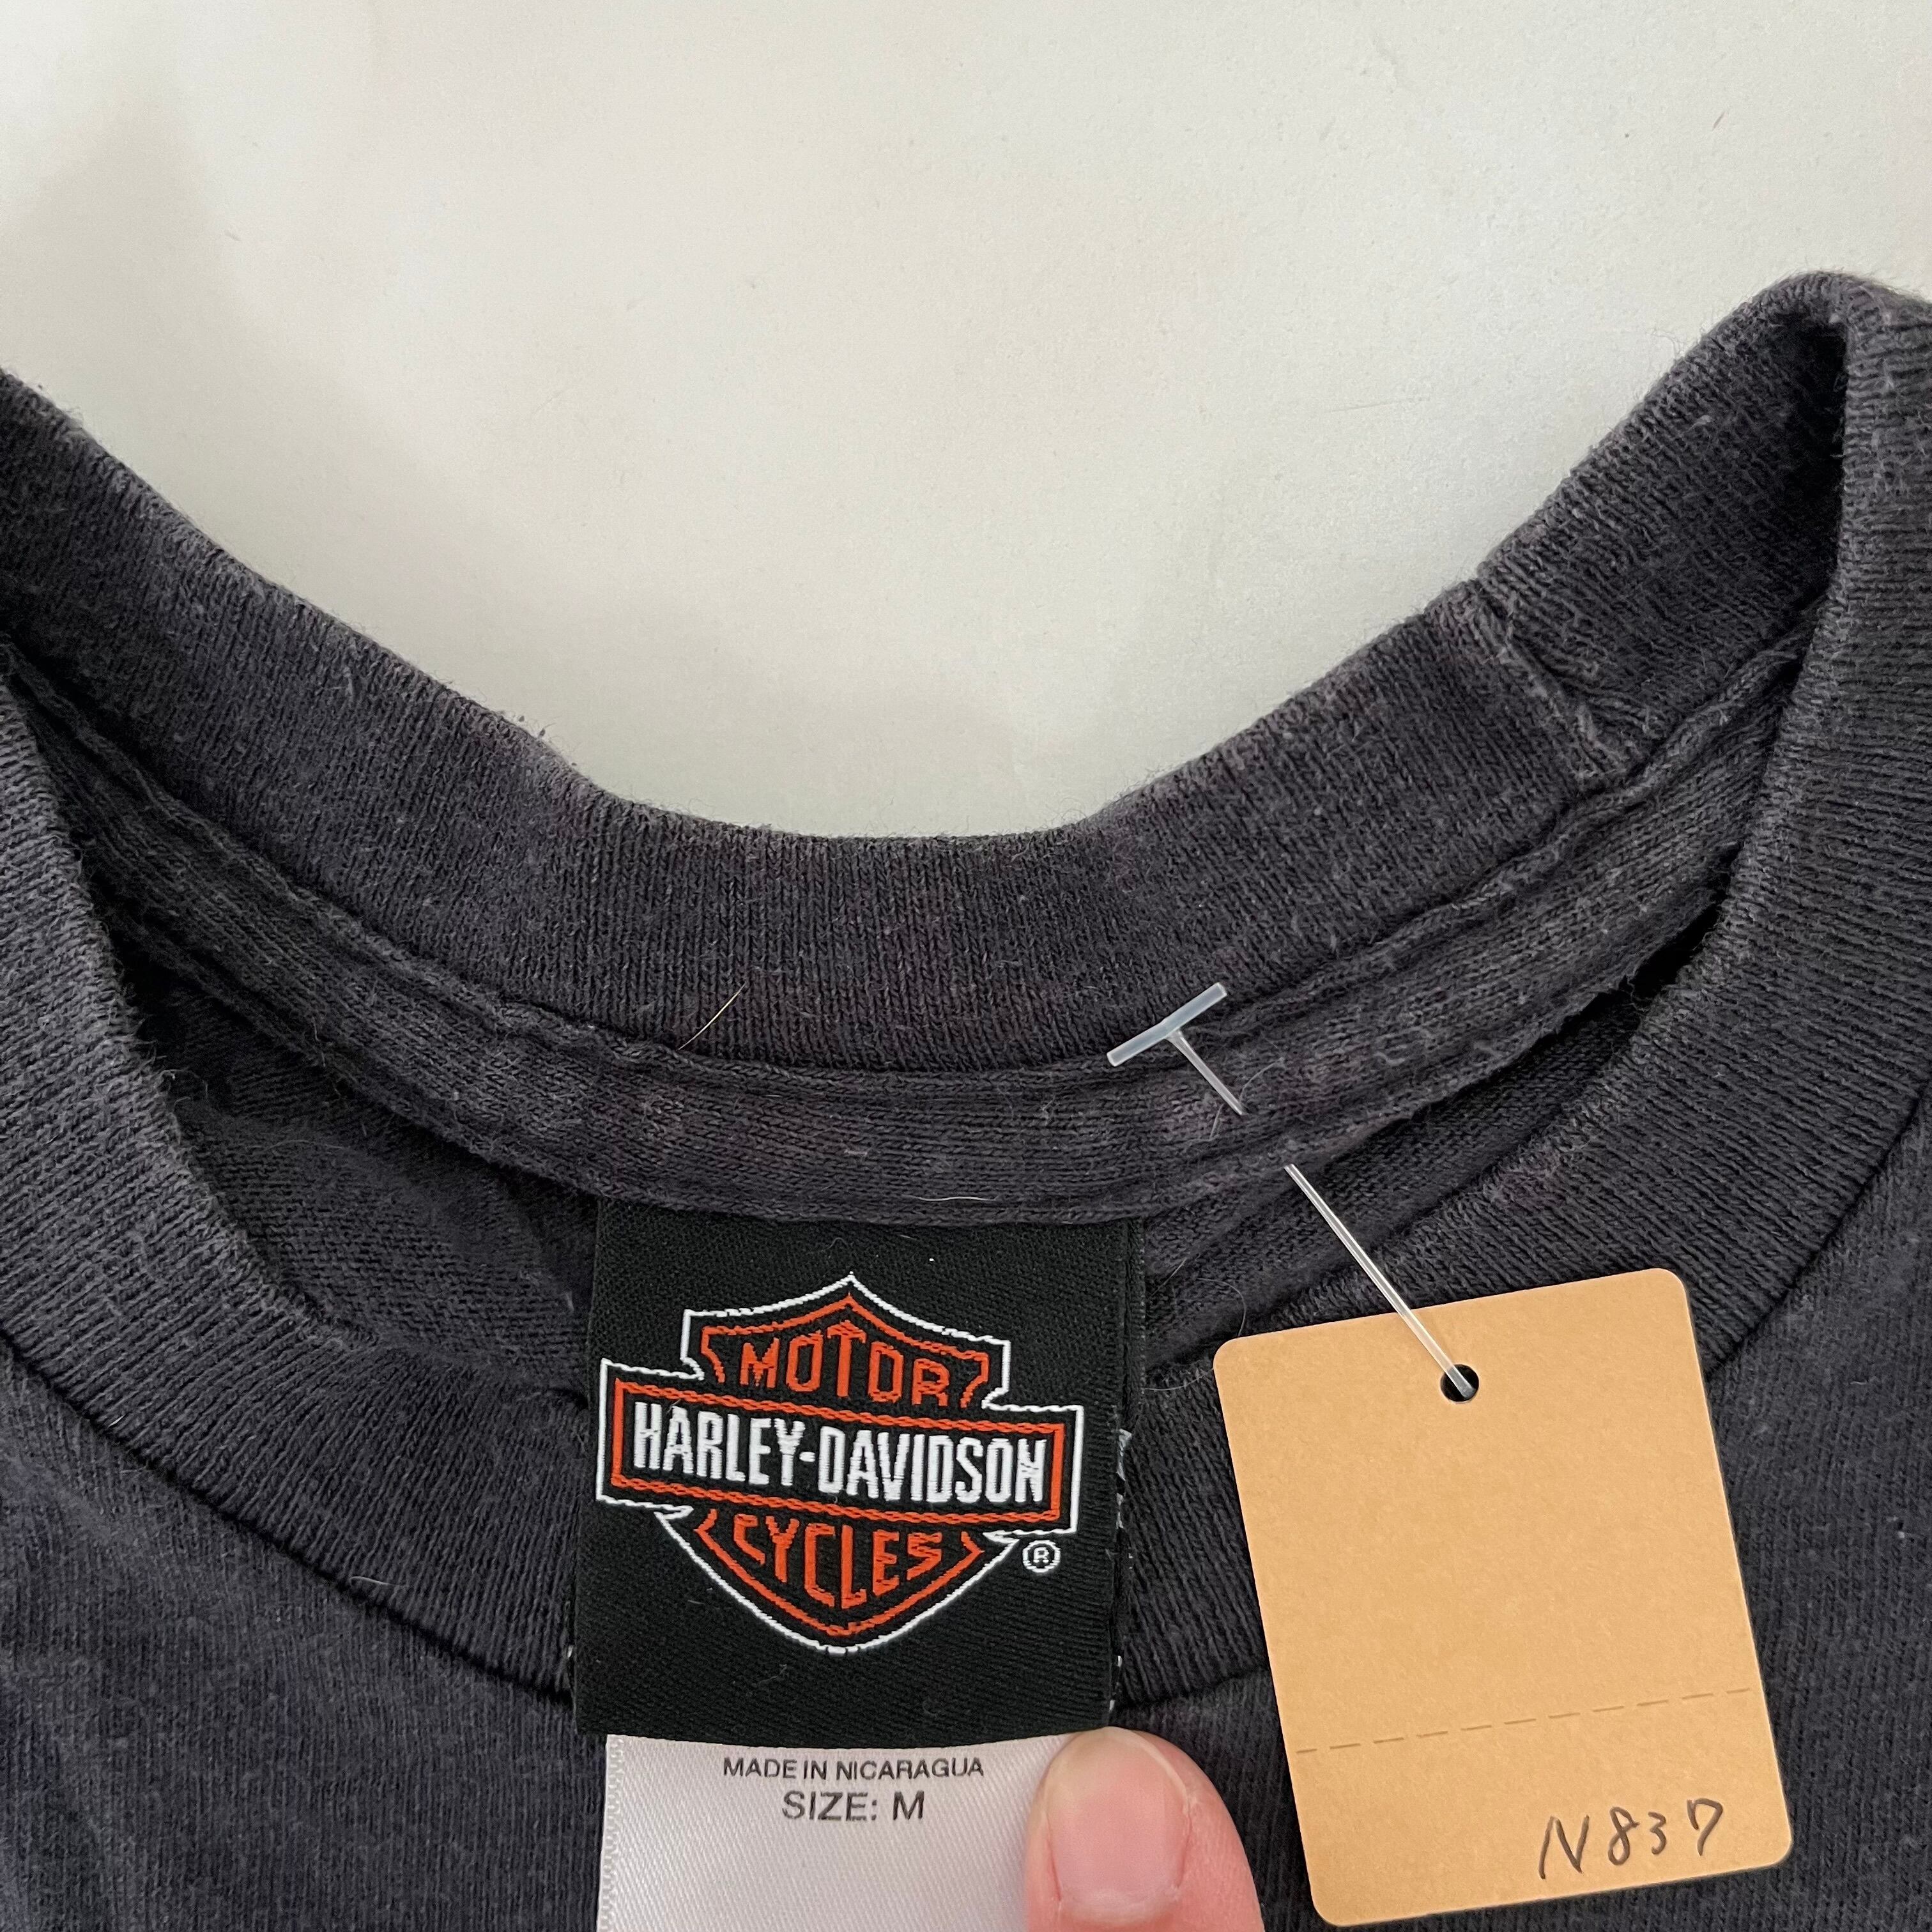 MOTOR
HARLEY-DAVIDSON
CYCLES
®
MADE IN NICARAGUA
SIZE: M
N837